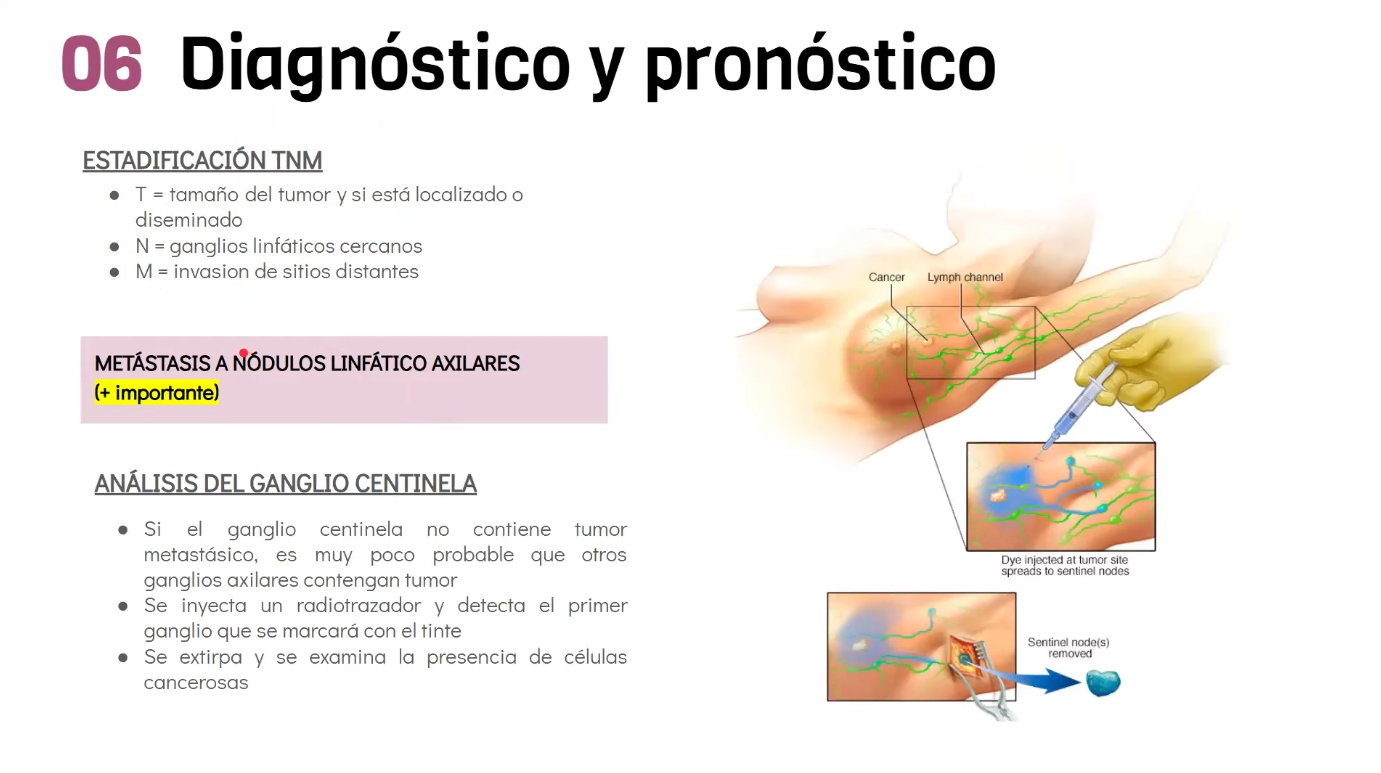 06 Diagnóstico y pronóstico
ESTADIFICACIÓN TNM
● T = tamaño del tumor y si está localizado o
diseminado
● N = ganglios linfáticos cercanos
● M = invasion de sitios distantes
METÁSTASIS A NÓDULOS LINFÁTICO AXILARES
(+ importante)
ANÁLISIS DEL GANGLIO CENTINELA
● Si el ganglio centinela no contiene tumor
metastásico, es muy poco probable que otros
ganglios axilares contengan tumor
● Se inyecta un radiotrazador y detecta el primer
ganglio que se marcará con el tinte
● Se extirpa y se examina la presencia de células
cancerosas
Cancer
Lymph channel
Dye injected at tumor site
spreads to sentinel nodes
Sentinel node(s)
removed